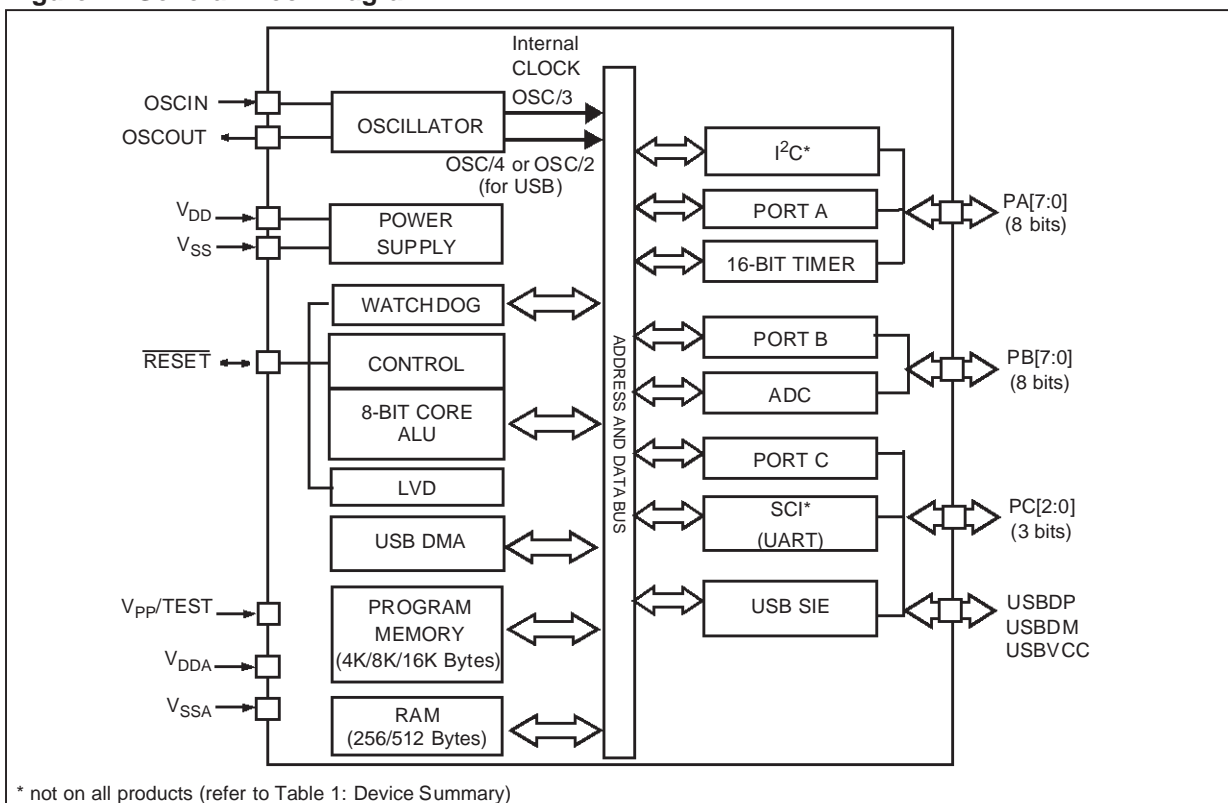 Internal
CLOCK
OSC/3
OSCIN
OSCOUT
OSCILLATOR
OSC/4 or OSC/2
(for USB)
VDD
VSS
POWER
SUPPLY
WATCHDOG
RESET
CONTROL
8-BIT CORE
ALU
LVD
USB DMA
VPP/TEST
VDDA
VSSA
PROGRAM
MEMORY
(4K/8K/16K Bytes)
RAM
(256/512 Bytes)
ADDRESS AND DATA BUS
I²C*
PORT A
16-BIT TIMER
PA[7:0]
(8 bits)
PORT B
ADC
PB[7:0]
(8 bits)
PORT C
SCI*
(UART)
PC[2:0]
(3 bits)
USB SIE
USBDP
USBDM
USBVCC
* not on all products (refer to Table 1: Device Summary)